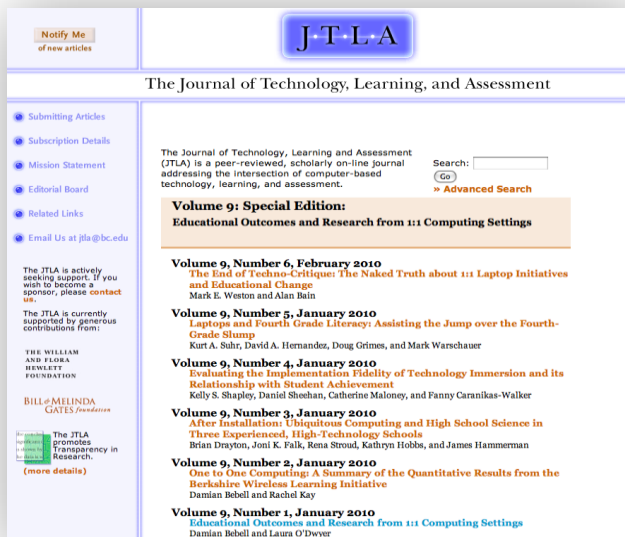 Notify Me
of new articles
J·T·L·A
The Journal of Technology, Learning, and Assessment
Submitting Articles
Subscription Details
Mission Statement
Editorial Board
Related Links
Email Us at jtla@bc.edu
The JTLA is actively
seeking support. If you
wish to become a
sponsor, please contact
us.
The JTLA is currently
supported by generous
contributions from:
THE WILLIAM
AND FLORA
HEWLETT
FOUNDATION
BILL & MELINDA
GATES foundation
The JTLA
promotes
Transparency in
Research.
(more details)
The Journal of Technology, Learning and Assessment
(JTLA) is a peer-reviewed, scholarly on-line journal
addressing the intersection of computer-based
technology, learning, and assessment.
Search:
Go
» Advanced Search
Volume 9: Special Edition:
Educational Outcomes and Research from 1:1 Computing Settings
Volume 9, Number 6, February 2010
The End of Techno-Critique: The Naked Truth about 1:1 Laptop Initiatives
and Educational Change
Mark E. Weston and Alan Bain
Volume 9, Number 5, January 2010
Laptops and Fourth Grade Literacy: Assisting the Jump over the Fourth-
Grade Slump
Kurt A. Suhr, David A. Hernandez, Doug Grimes, and Mark Warschauer
Volume 9, Number 4, January 2010
Evaluating the Implementation Fidelity of Technology Immersion and its
Relationship with Student Achievement
Kelly S. Shapley, Daniel Sheehan, Catherine Maloney, and Fanny Caranikas-Walker
Volume 9, Number 3, January 2010
After Installation: Ubiquitous Computing and High School Science in
Three Experienced, High-Technology Schools
Brian Drayton, Joni K. Falk, Rena Stroud, Kathryn Hobbs, and James Hammerman
Volume 9, Number 2, January 2010
One to One Computing: A Summary of the Quantitative Results from the
Berkshire Wireless Learning Initiative
Damian Bebell and Rachel Kay
Volume 9, Number 1, January 2010
Educational Outcomes and Research from 1:1 Computing Settings
Damian Bebell and Laura O'Dwyer